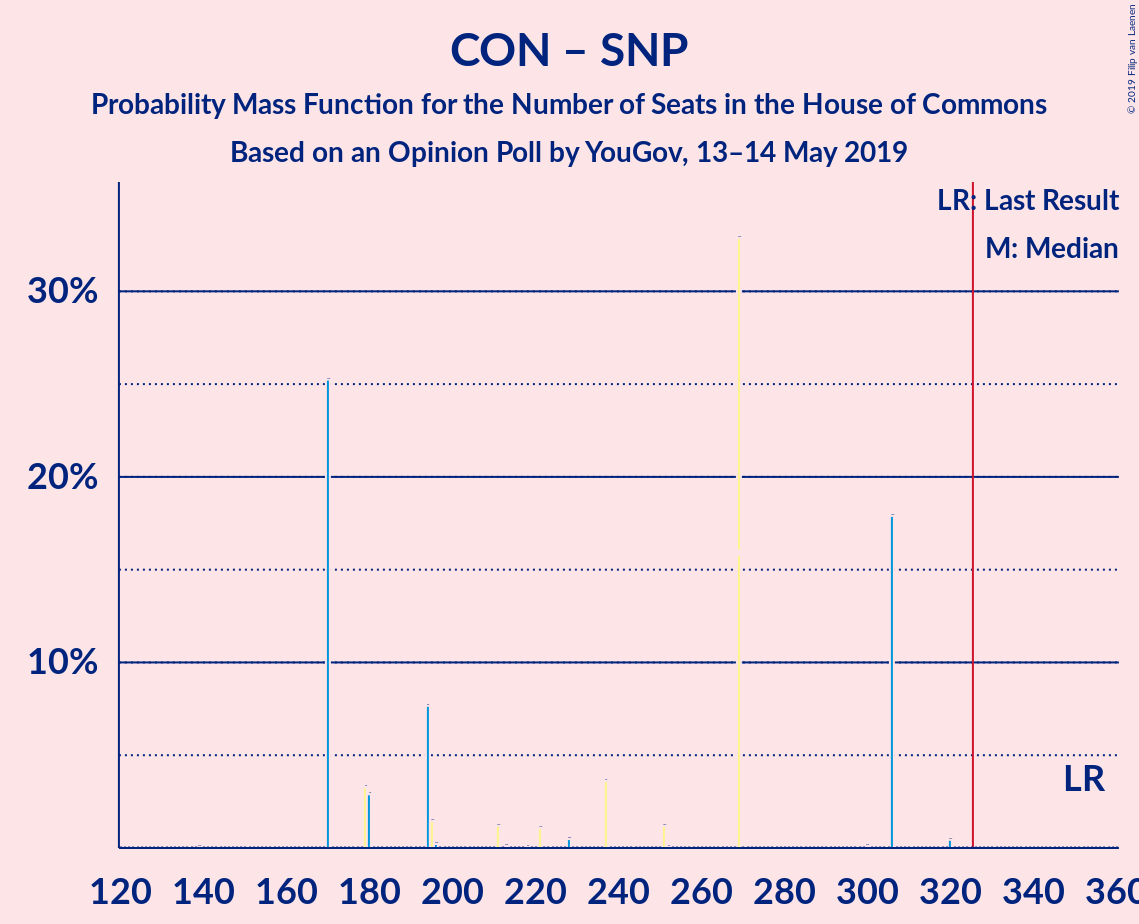 © 2019 Filip van Laenen
CON – SNP
Probability Mass Function for the Number of Seats in the House of Commons
Based on an Opinion Poll by YouGov, 13–14 May 2019
LR: Last Result
M: Median
30%
20%
10%
LR
120 140 160 180 200 220 240 260 280 300 320 340 360